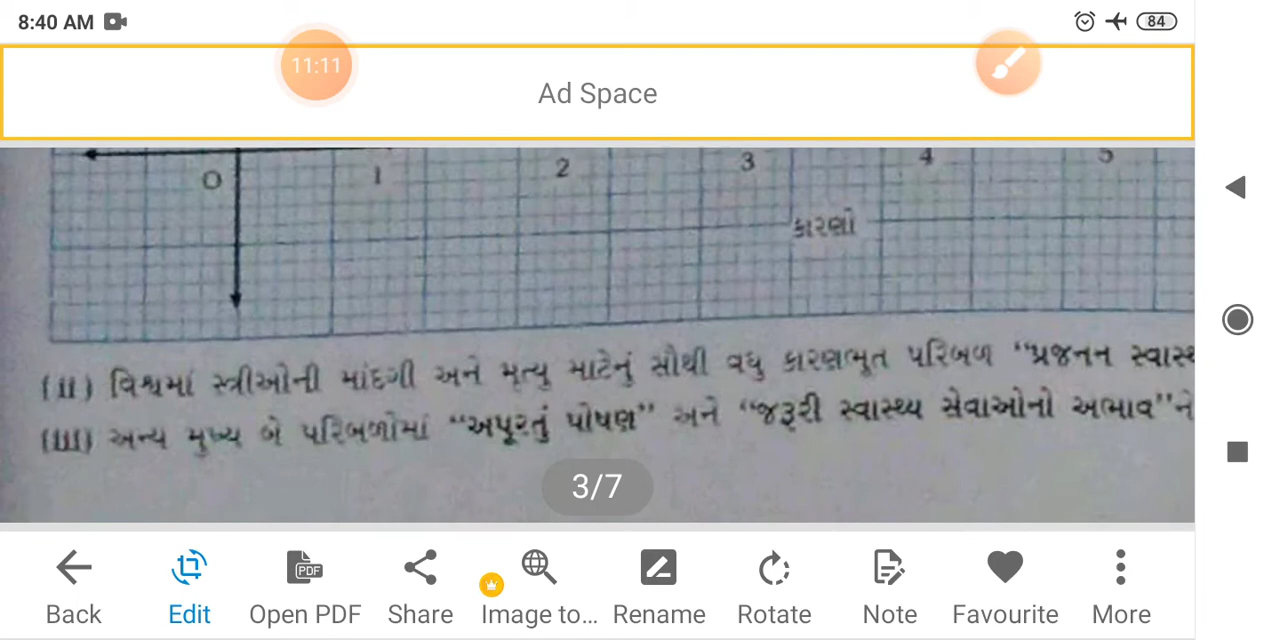 8:40 AM
84
11:11
Ad Space
O 1 2 3 4 5
કારણો
(II) વિશ્વમાં સ્ત્રીઓની માંદગી અને મૃત્યુ માટેનું સૌથી વધુ કારણભૂત પરિબળ “પ્રજનન
(III) અન્ય મુખ્ય બે પરિબળોમાં “અપૂરતું પોષણ” અને “જરૂરી સ્વાસ્થ્ય સેવાઓનો અભાવ”ને
3/7
PDF
Back Edit Open PDF Share Image to... Rename Rotate Note Favourite More